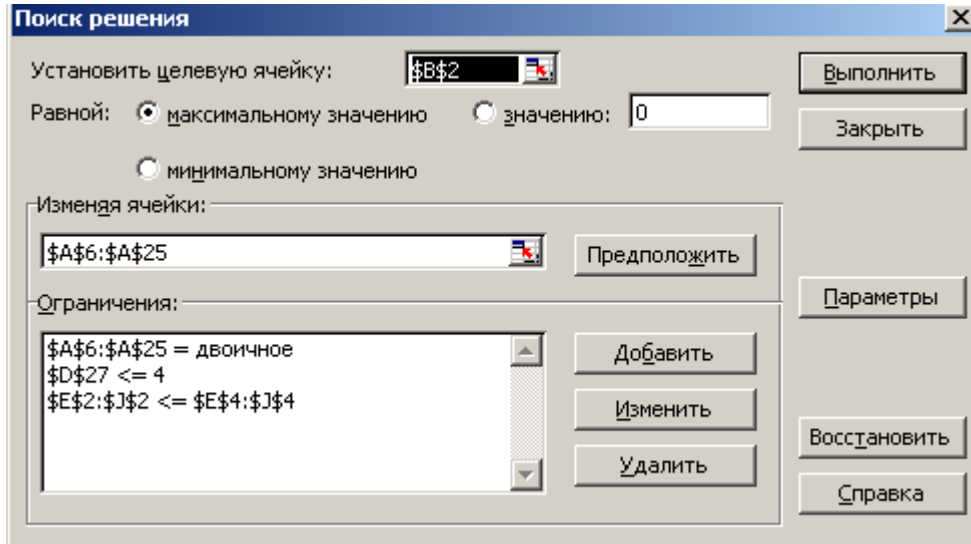 Поиск решения
Установить целевую ячейку: $B$2
Выполнить
Равной: максимальному значению значению: 0
Закрыть
минимальному значению
Изменяя ячейки:
$A$6:$A$25
Предположить
Ограничения:
Параметры
$A$6:$A$25 = двоичное
$D$27 <= 4
$E$2:$J$2 <= $E$4:$J$4
Добавить
Изменить
Удалить
Восстановить
Справка